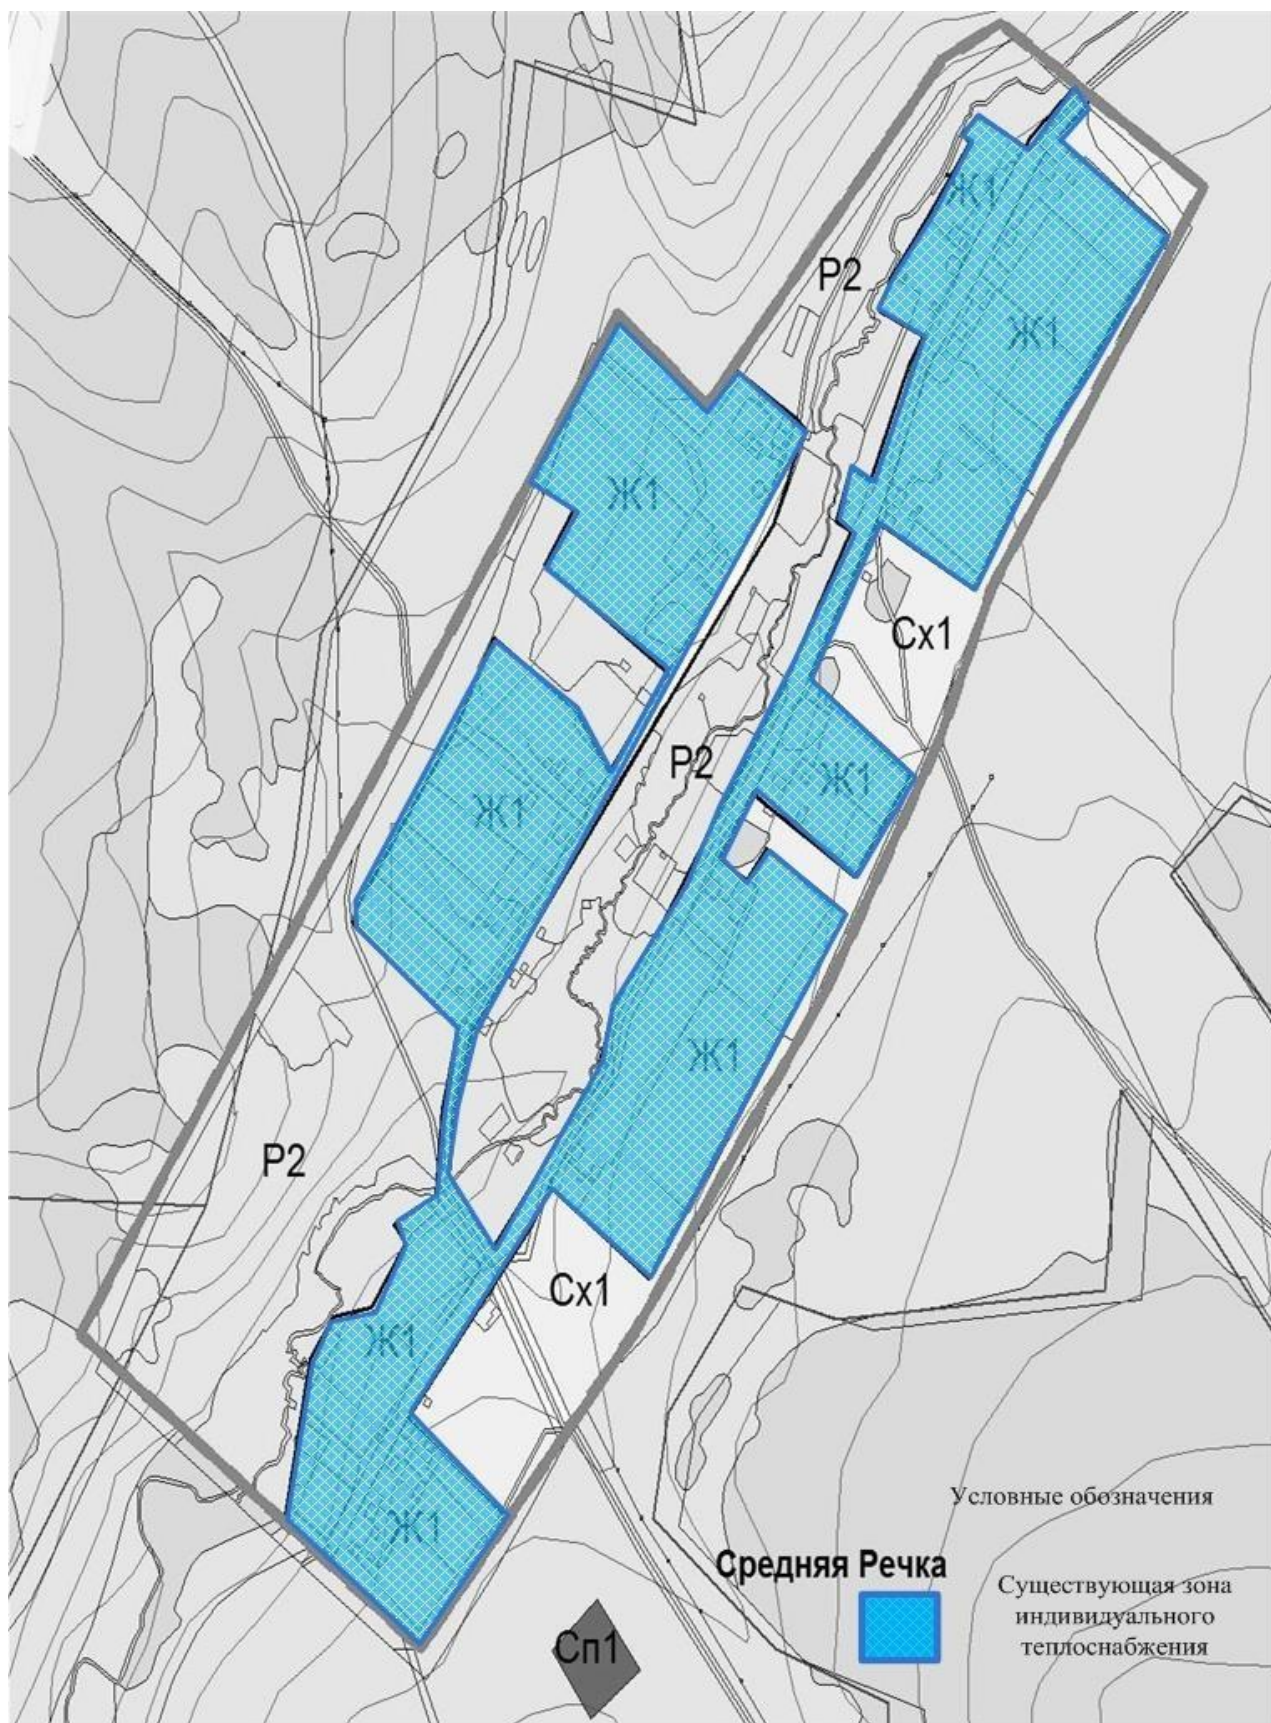 Ж1
Р2
Ж1
Ж1
Сх1
Р2
Ж1
Ж1
Ж1
Р2
Сх1
Ж1
Ж1
Условные обозначения
Средняя Речка
Существующая зона
индивидуального
теплоснабжения
Сп1